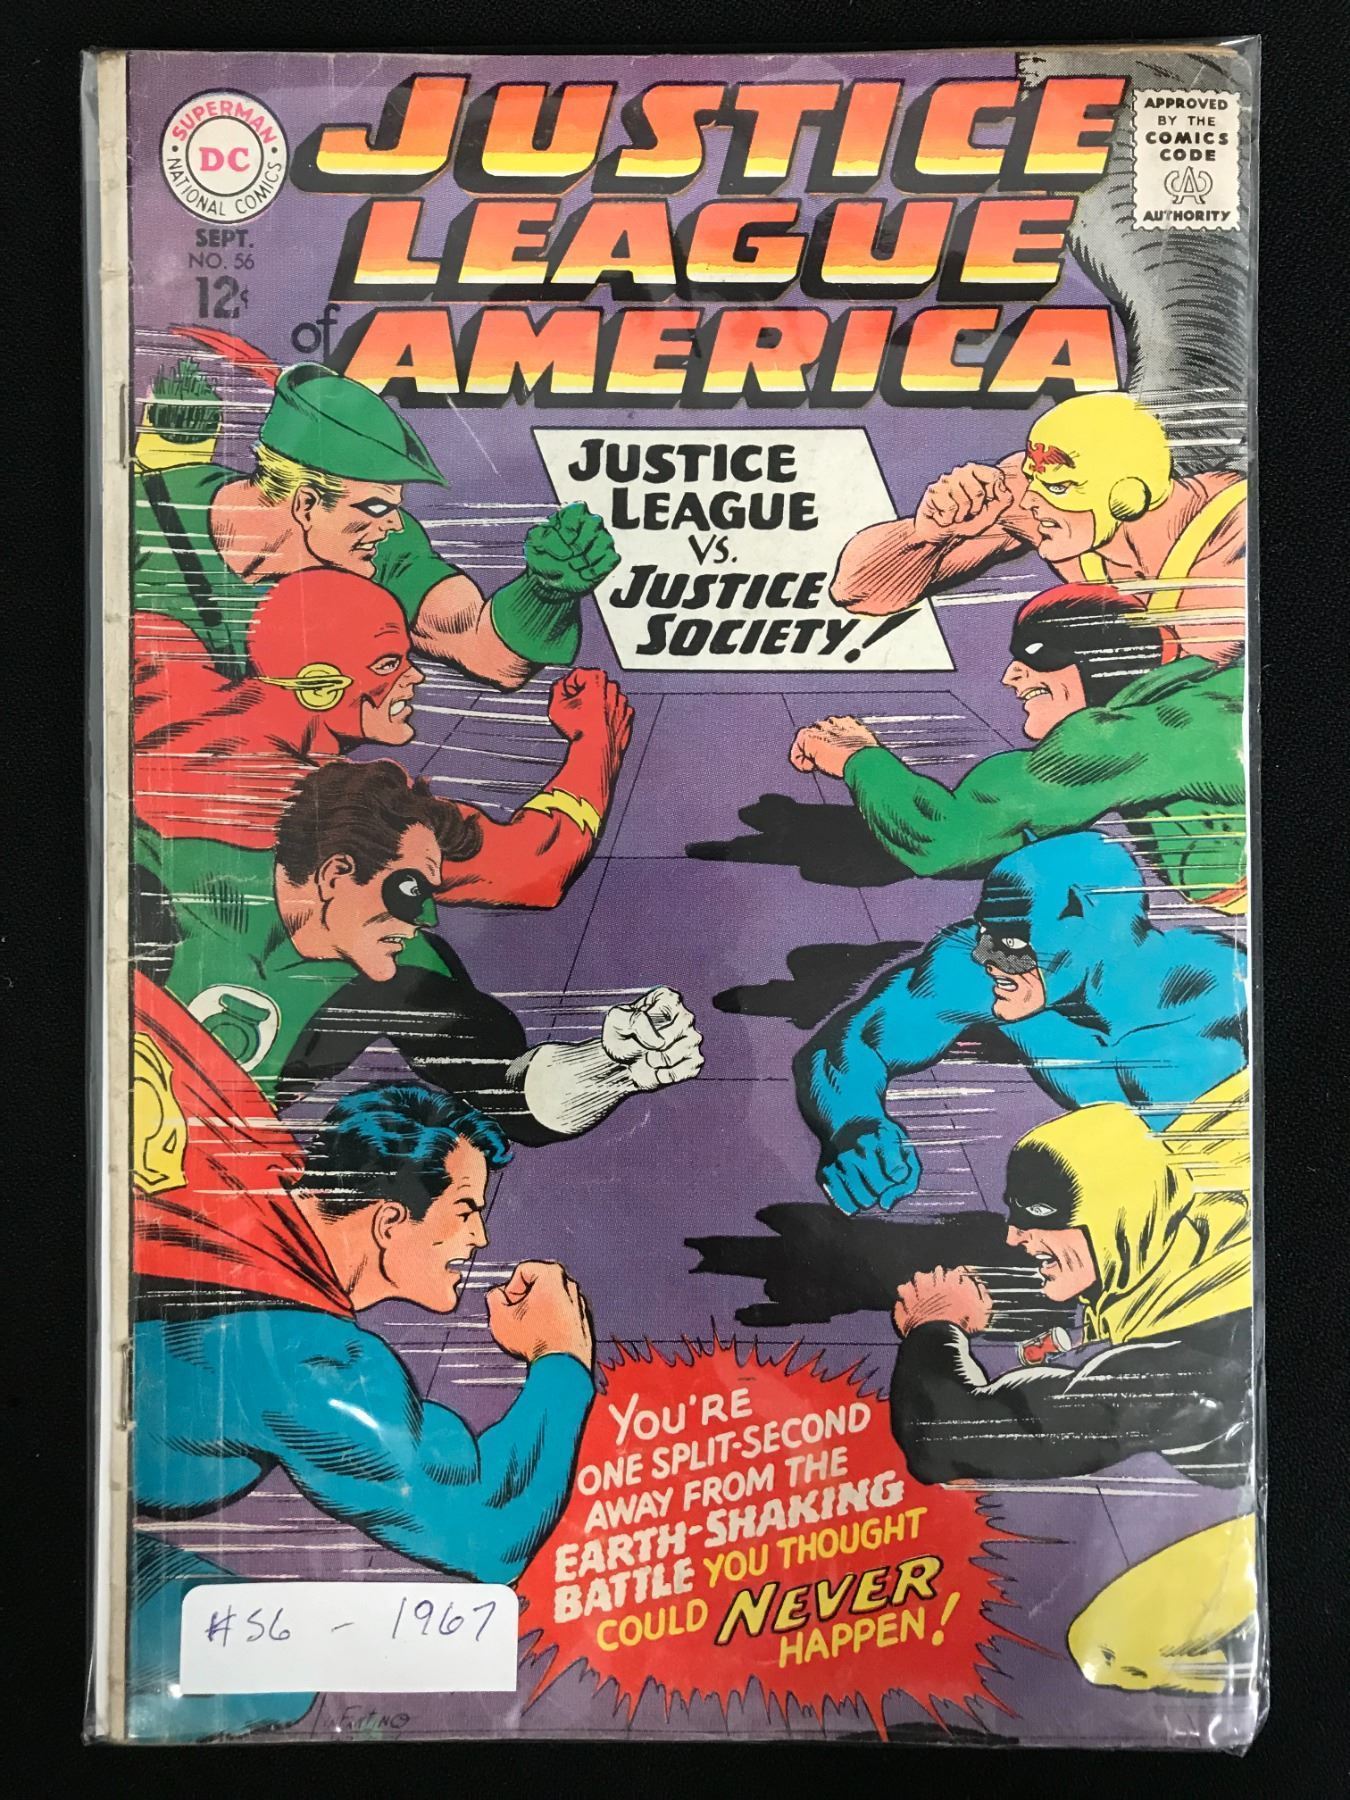 SUPERMAN
DC
NATIONAL COMICS
SEPT.
NO. 56
12¢
JUSTICE
LEAGUE
of AMERICA
APPROVED
BY THE
COMICS
CODE
CA
AUTHORITY
JUSTICE
LEAGUE
VS.
JUSTICE
SOCIETY!
YOU'RE
ONE SPLIT-SECOND
AWAY FROM THE
EARTH-SHAKING
BATTLE YOU THOUGHT
COULD NEVER
HAPPEN!
#56 - 1967
INFANTINO